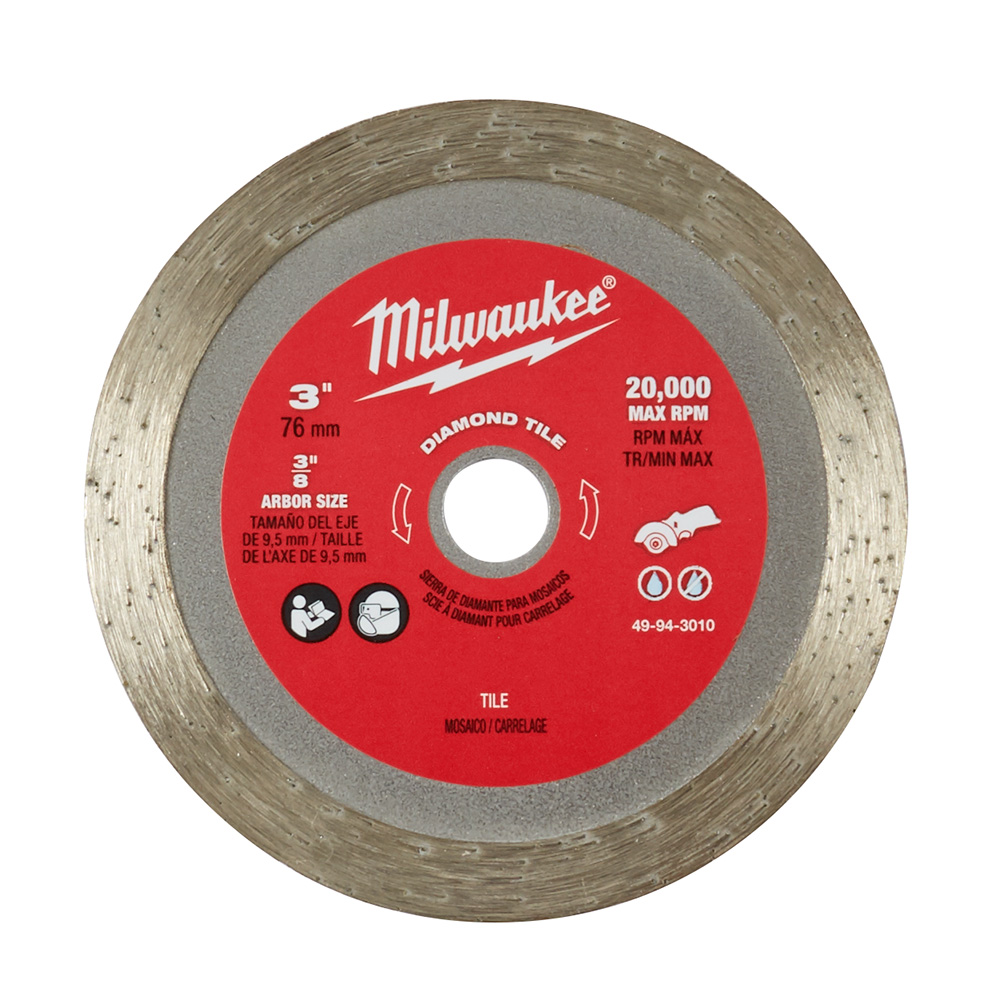 Milwaukee®
DIAMOND TILE
3"
76 mm
3/8"
ARBOR SIZE
TAMAÑO DEL EJE
DE 9,5 mm / TAILLE
DE L'AXE DE 9,5 mm
20,000
MAX RPM
RPM MÁX
TR/MIN MAX
49-94-3010
SIERRA DE DIAMANTE PARA MOSAICOS
SCIE À DIAMANT POUR CARRELAGE
TILE
MOSAICO / CARRELAGE